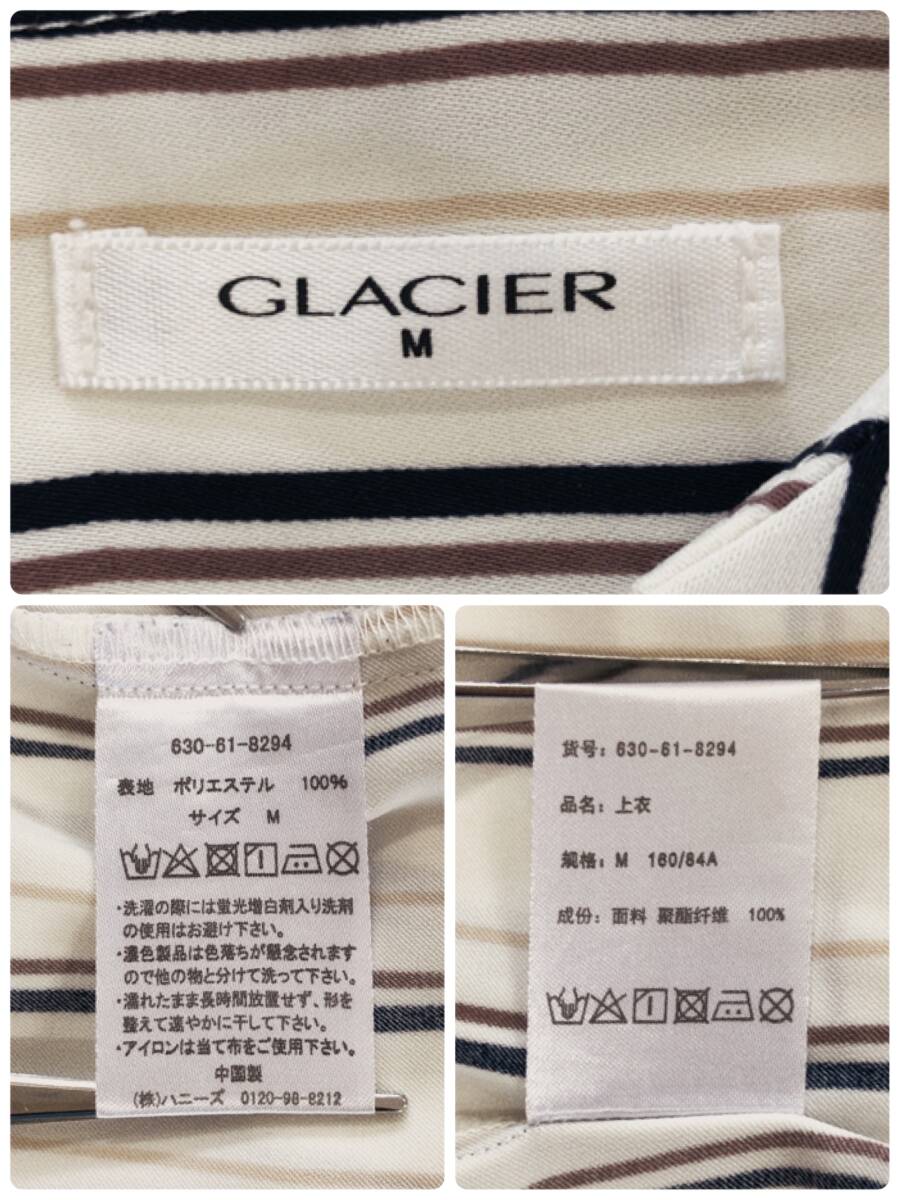 GLACIER
M
630-61-8294
表地 ポリエステル 100%
サイズ M
・洗濯の際には蛍光増白剤入り洗剤
の使用はお避け下さい。
・濃色製品は色落ちが懸念されます
ので他の物と分けて洗って下さい。
・濡れたまま長時間放置せず、形を
整えて速やかに干して下さい。
・アイロンは当て布をご使用下さい。
中国製
(株)ハニーズ 0120-98-8212
货号: 630-61-8294
品名: 上衣
规格: M 160/84A
成份: 面料 聚酯纤维 100%